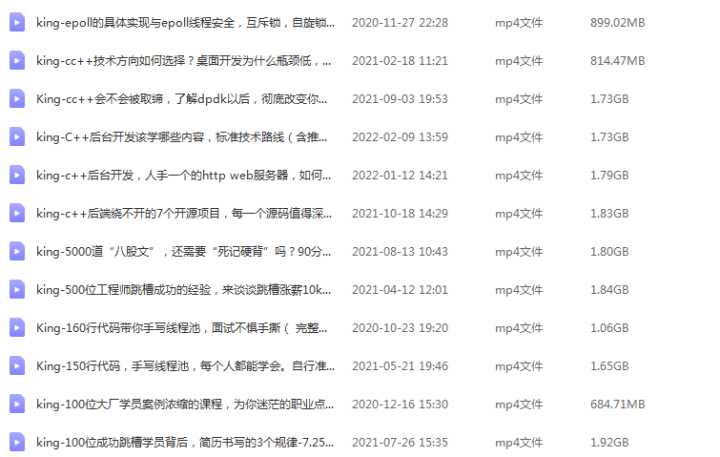 king-epoll的具体实现与epoll线程安全，互斥锁，自旋锁... 2020-11-27 22:28 mp4文件 899.02MB
king-cc++技术方向如何选择？桌面开发为什么瓶颈低，... 2021-02-18 11:21 mp4文件 814.47MB
King-cc++会不会被取缔，了解dpdk以后，彻底改变你... 2021-09-03 19:53 mp4文件 1.73GB
king-C++后台开发该学哪些内容，标准技术路线（含推... 2022-02-09 13:59 mp4文件 1.73GB
king-c++后台开发，人手一个的http web服务器，如何... 2022-01-12 14:21 mp4文件 1.79GB
king-c++后端绕不开的7个开源项目，每一个源码值得深... 2021-10-18 14:29 mp4文件 1.83GB
king-5000道“八股文”，还需要“死记硬背”吗？90分... 2021-08-13 10:43 mp4文件 1.80GB
king-500位工程师跳槽成功的经验，来谈谈跳槽涨薪10k... 2021-04-12 12:01 mp4文件 1.84GB
King-160行代码带你手写线程池，面试不惧手撕（ 完整... 2020-10-23 19:20 mp4文件 1.06GB
King-150行代码，手写线程池，每个人都能学会。自行准... 2021-05-21 19:46 mp4文件 1.65GB
king-100位大厂学员案例浓缩的课程，为你迷茫的职业点... 2020-12-16 15:30 mp4文件 684.71MB
king-100位成功跳槽学员背后，简历书写的3个规律-7.25... 2021-07-26 15:35 mp4文件 1.92GB